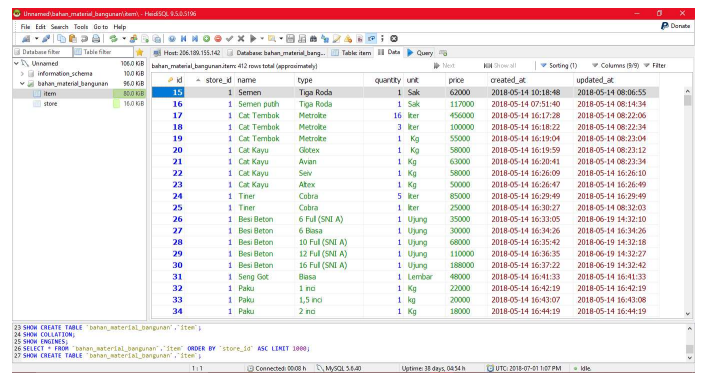 Unnamed\bahan_material_bangunan\item\ - HeidiSQL 9.5.0.5196
File Edit Search Tools Go to Help
Donate
Database filter Table filter
Host: 206.189.155.142 Database: bahan_material_bang... Table: item Data Query
Unnamed 106.0 KiB
information_schema 10.0 KiB
bahan_material_bangunan 96.0 KiB
item 80.0 KiB
store 16.0 KiB
bahan_material_bangunan.item: 412 rows total (approximately) Next Show all Sorting (1) Columns (9/9) Filter
id store_id name type quantity unit price created_at updated_at
15 1 Semen Tiga Roda 1 Sak 62000 2018-05-14 10:18:48 2018-05-14 08:06:55
16 1 Semen putih Tiga Roda 1 Sak 117000 2018-05-14 07:51:40 2018-05-14 08:14:34
17 1 Cat Tembok Metrolite 16 liter 456000 2018-05-14 16:17:28 2018-05-14 08:22:06
18 1 Cat Tembok Metrolite 3 liter 100000 2018-05-14 16:18:22 2018-05-14 08:22:34
19 1 Cat Tembok Metrolite 1 Kg 55000 2018-05-14 16:19:04 2018-05-14 08:23:04
20 1 Cat Kayu Glotex 1 Kg 58000 2018-05-14 16:19:59 2018-05-14 08:23:12
21 1 Cat Kayu Avian 1 Kg 63000 2018-05-14 16:20:41 2018-05-14 08:23:34
22 1 Cat Kayu Seiv 1 Kg 58000 2018-05-14 16:26:09 2018-05-14 16:26:10
23 1 Cat Kayu Altex 1 Kg 50000 2018-05-14 16:26:47 2018-05-14 16:26:49
24 1 Tiner Cobra 5 liter 85000 2018-05-14 16:29:49 2018-05-14 16:29:49
25 1 Tiner Cobra 1 liter 25000 2018-05-14 16:30:27 2018-05-14 08:32:03
26 1 Besi Beton 6 Full (SNI A) 1 Ujung 35000 2018-05-14 16:33:05 2018-06-19 14:32:10
27 1 Besi Beton 6 Biasa 1 Ujung 30000 2018-05-14 16:34:26 2018-05-14 16:34:26
28 1 Besi Beton 10 Full (SNI A) 1 Ujung 68000 2018-05-14 16:35:42 2018-06-19 14:32:18
29 1 Besi Beton 12 Full (SNI A) 1 Ujung 110000 2018-05-14 16:36:35 2018-06-19 14:32:27
30 1 Besi Beton 16 Full (SNI A) 1 Ujung 188000 2018-05-14 16:37:22 2018-06-19 14:32:42
31 1 Seng Got Biasa 1 Lembar 48000 2018-05-14 16:41:33 2018-05-14 16:41:33
32 1 Paku 1 inci 1 Kg 22000 2018-05-14 16:42:19 2018-05-14 16:42:19
33 1 Paku 1,5 inci 1 kg 20000 2018-05-14 16:43:07 2018-05-14 16:43:08
34 1 Paku 2 inci 1 Kg 18000 2018-05-14 16:44:19 2018-05-14 16:44:19
23 SHOW CREATE TABLE `bahan_material_bangunan`.`item`;
24 SHOW COLLATION;
25 SHOW ENGINES;
26 SELECT * FROM `bahan_material_bangunan`.`item` ORDER BY `store_id` ASC LIMIT 1000;
27 SHOW CREATE TABLE `bahan_material_bangunan`.`item`;
1 : 1 Connected: 00:08 h MySQL 5.6.40 Uptime: 38 days, 04:54 h UTC: 2018-07-01 1:07 PM Idle.